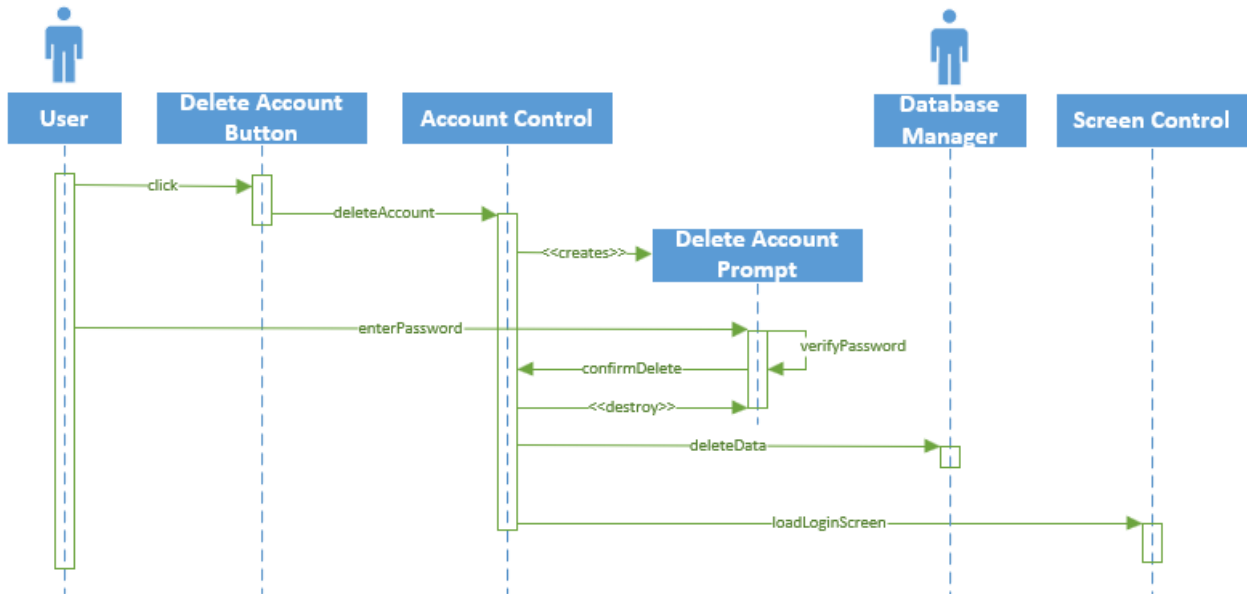 User
Delete Account
Button
Account Control
Database
Manager
Screen Control
click
deleteAccount
<<creates>>
Delete Account
Prompt
enterPassword
verifyPassword
confirmDelete
<<destroy>>
deleteData
loadLoginScreen